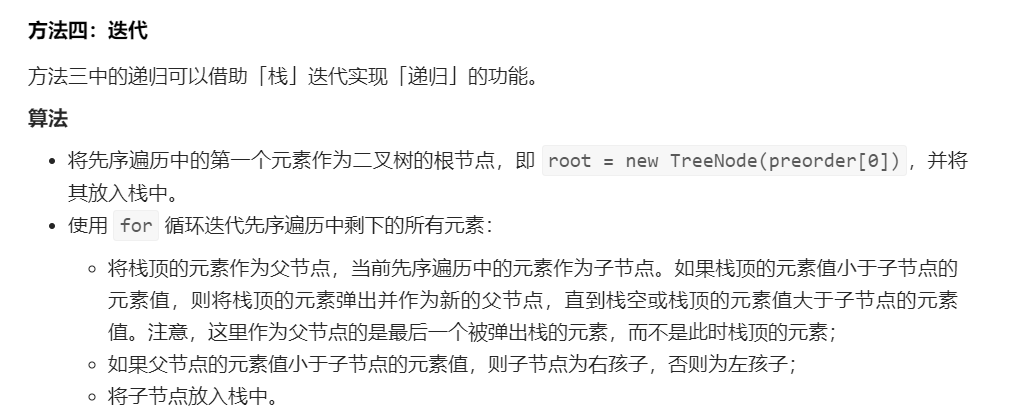 方法四：迭代
方法三中的递归可以借助「栈」迭代实现「递归」的功能。
算法
• 将先序遍历中的第一个元素作为二叉树的根节点，即 root = new TreeNode(preorder[0])，并将
其放入栈中。
• 使用 for 循环迭代先序遍历中剩下的所有元素：
◦ 将栈顶的元素作为父节点，当前先序遍历中的元素作为子节点。如果栈顶的元素值小于子节点的
元素值，则将栈顶的元素弹出并作为新的父节点，直到栈空或栈顶的元素值大于子节点的元素
值。注意，这里作为父节点的是最后一个被弹出栈的元素，而不是此时栈顶的元素；
◦ 如果父节点的元素值小于子节点的元素值，则子节点为右孩子，否则为左孩子；
◦ 将子节点放入栈中。